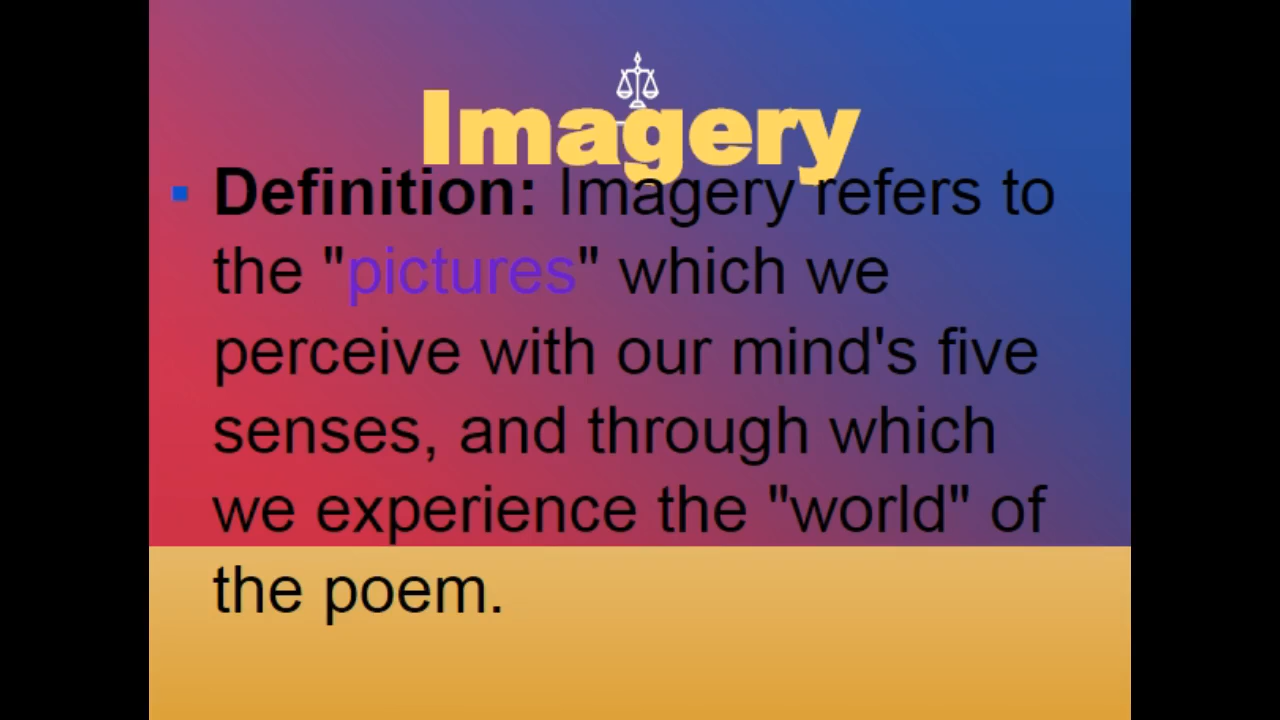 Imagery
▪ Definition: Imagery refers to
the "pictures" which we
perceive with our mind's five
senses, and through which
we experience the "world" of
the poem.